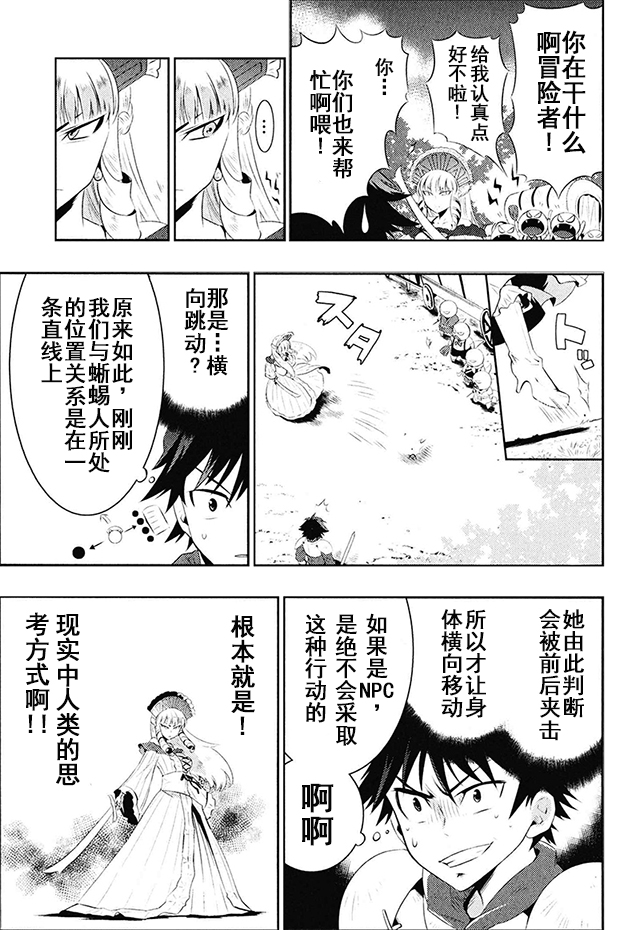 你在干什么
啊冒险者！
给我认真点
好不啦！
你…
你们也来帮
忙啊喂！
…
ズダ
スタ
那是…横
向跳动？
原来如此，刚刚
我们与蜥蜴人所处
的位置关系是在一
条直线上
她由此判断
会被前后夹击
所以才让身
体横向移动
如果是NPC，
是绝不会采取
这种行动的
啊
啊
根本就是！
现实中人类的思
考方式啊!!